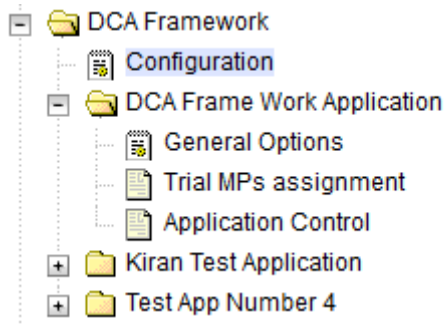 DCA Framework
Configuration
DCA Frame Work Application
General Options
Trial MPs assignment
Application Control
Kiran Test Application
Test App Number 4